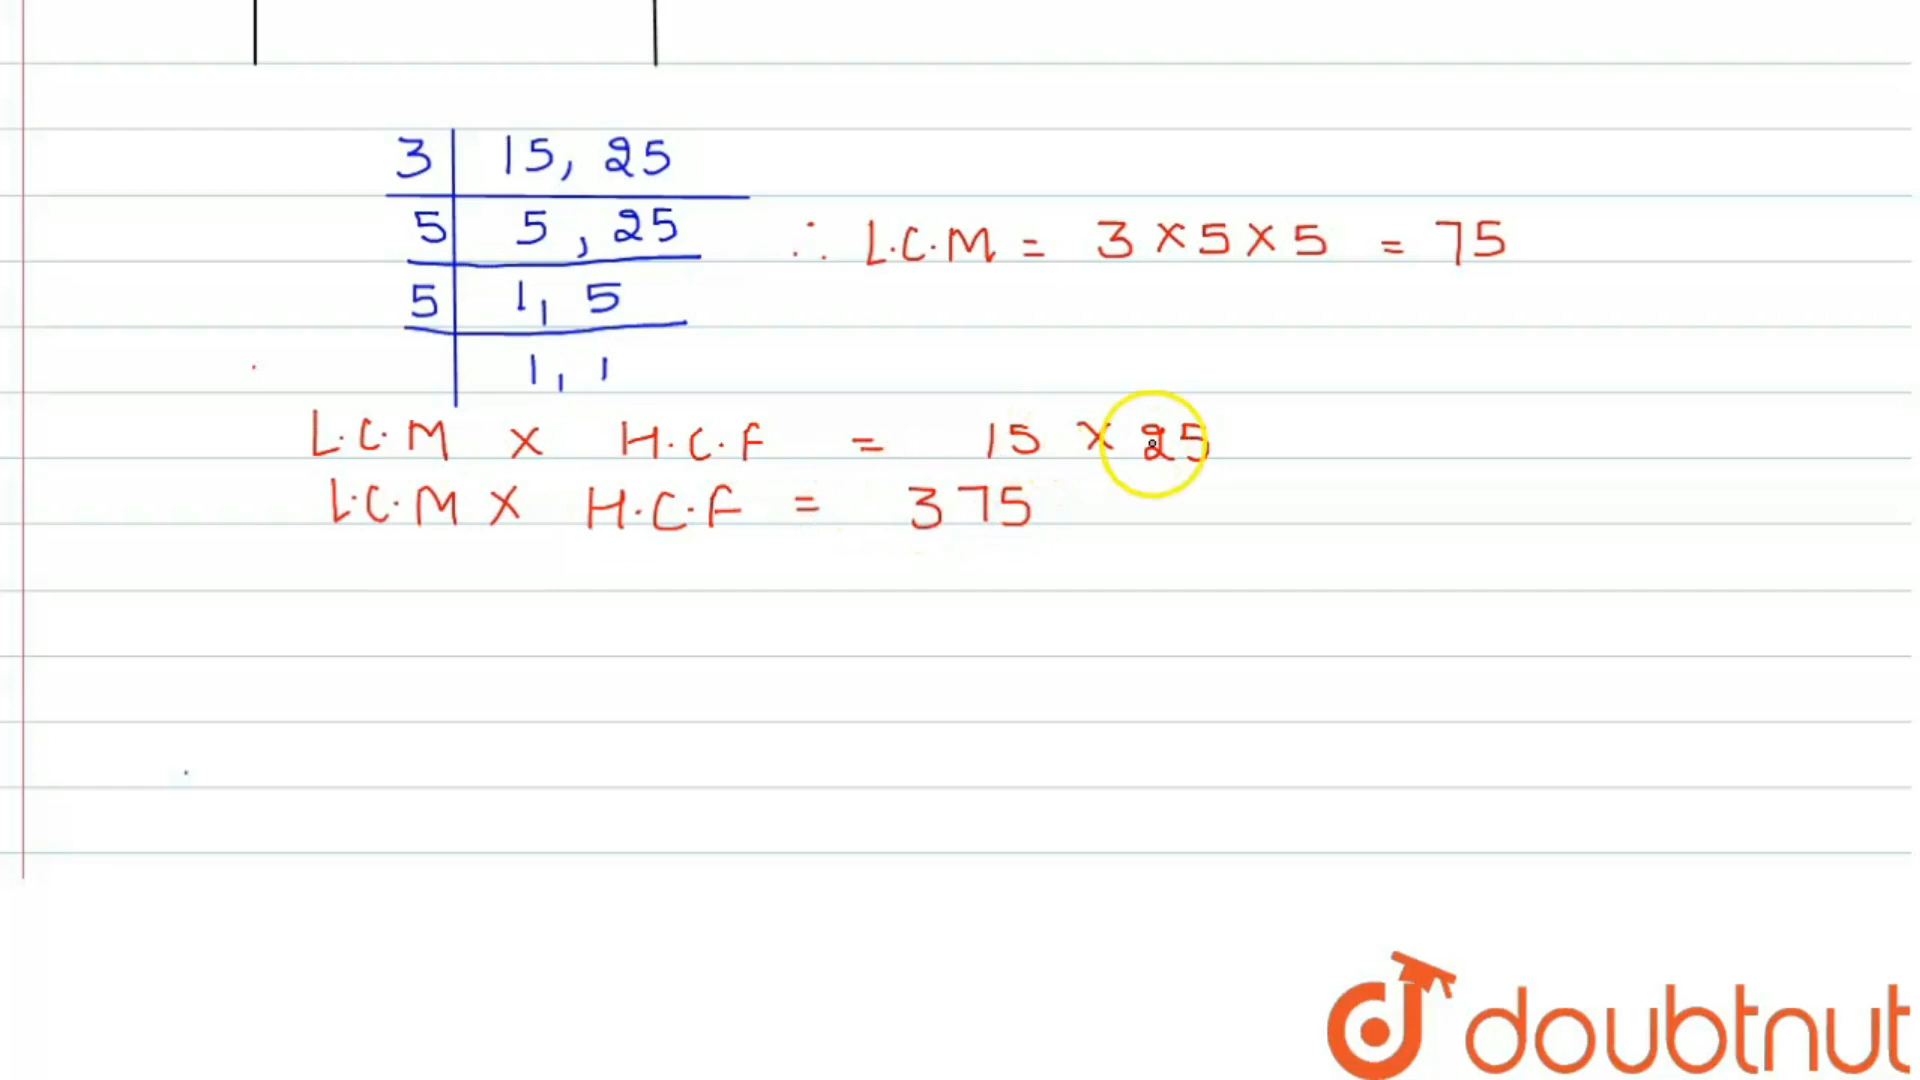 3 | 15, 25
5 | 5, 25
∴ L.C.M = 3 × 5 × 5 = 75
5 | 1, 5
1, 1
L.C.M × H.C.F = 15 × 25
L.C.M × H.C.F = 375
doubtnut